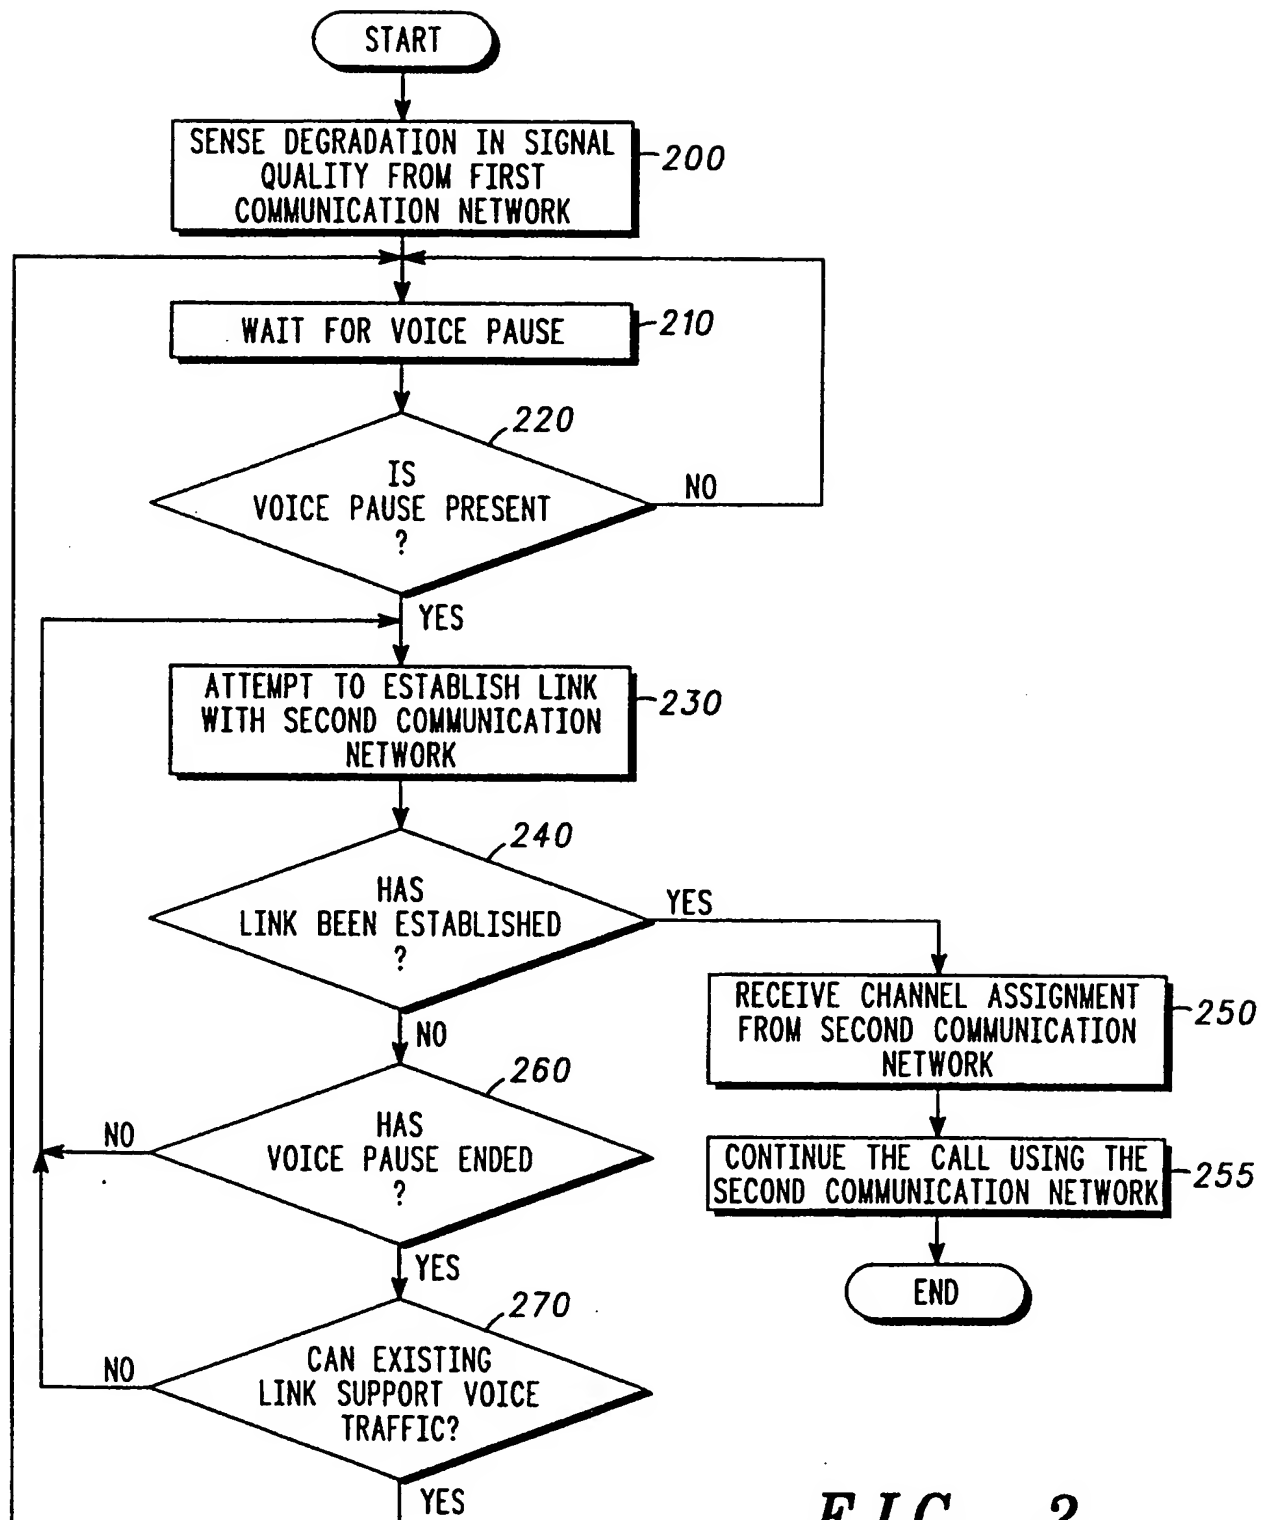 START
SENSE DEGRADATION IN SIGNAL
QUALITY FROM FIRST
COMMUNICATION NETWORK
200
WAIT FOR VOICE PAUSE
210
220
IS
VOICE PAUSE PRESENT
?
NO
YES
ATTEMPT TO ESTABLISH LINK
WITH SECOND COMMUNICATION
NETWORK
230
240
HAS
LINK BEEN ESTABLISHED
?
YES
NO
RECEIVE CHANNEL ASSIGNMENT
FROM SECOND COMMUNICATION
NETWORK
250
260
HAS
VOICE PAUSE ENDED
?
NO
YES
CONTINUE THE CALL USING THE
SECOND COMMUNICATION NETWORK
255
END
270
CAN EXISTING
LINK SUPPORT VOICE
TRAFFIC?
NO
YES
FIG. 2